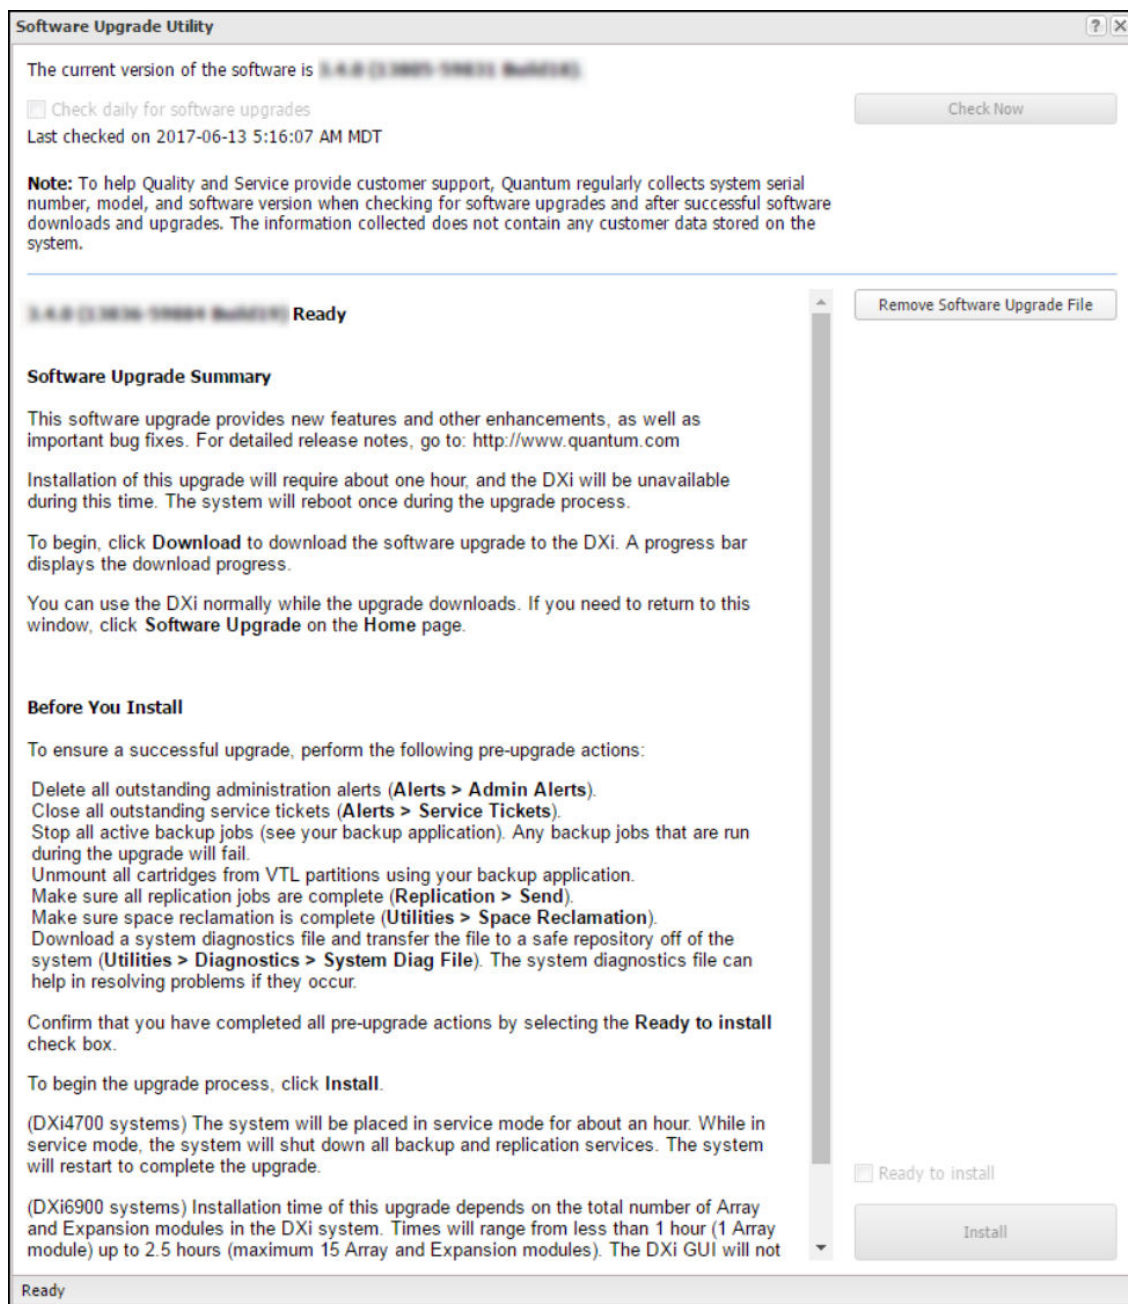 Software Upgrade Utility
? X
The current version of the software is
Check daily for software upgrades
Check Now
Last checked on 2017-06-13 5:16:07 AM MDT
Note: To help Quality and Service provide customer support, Quantum regularly collects system serial
number, model, and software version when checking for software upgrades and after successful software
downloads and upgrades. The information collected does not contain any customer data stored on the
system.
Ready
Remove Software Upgrade File
Software Upgrade Summary
This software upgrade provides new features and other enhancements, as well as
important bug fixes. For detailed release notes, go to: http://www.quantum.com
Installation of this upgrade will require about one hour, and the DXi will be unavailable
during this time. The system will reboot once during the upgrade process.
To begin, click Download to download the software upgrade to the DXi. A progress bar
displays the download progress.
You can use the DXi normally while the upgrade downloads. If you need to return to this
window, click Software Upgrade on the Home page.
Before You Install
To ensure a successful upgrade, perform the following pre-upgrade actions:
Delete all outstanding administration alerts (Alerts > Admin Alerts).
Close all outstanding service tickets (Alerts > Service Tickets).
Stop all active backup jobs (see your backup application). Any backup jobs that are run
during the upgrade will fail.
Unmount all cartridges from VTL partitions using your backup application.
Make sure all replication jobs are complete (Replication > Send).
Make sure space reclamation is complete (Utilities > Space Reclamation).
Download a system diagnostics file and transfer the file to a safe repository off of the
system (Utilities > Diagnostics > System Diag File). The system diagnostics file can
help in resolving problems if they occur.
Confirm that you have completed all pre-upgrade actions by selecting the Ready to install
check box.
To begin the upgrade process, click Install.
(DXi4700 systems) The system will be placed in service mode for about an hour. While in
service mode, the system will shut down all backup and replication services. The system
will restart to complete the upgrade.
(DXi6900 systems) Installation time of this upgrade depends on the total number of Array
and Expansion modules in the DXi system. Times will range from less than 1 hour (1 Array
module) up to 2.5 hours (maximum 15 Array and Expansion modules). The DXi GUI will not
Ready to install
Install
Ready